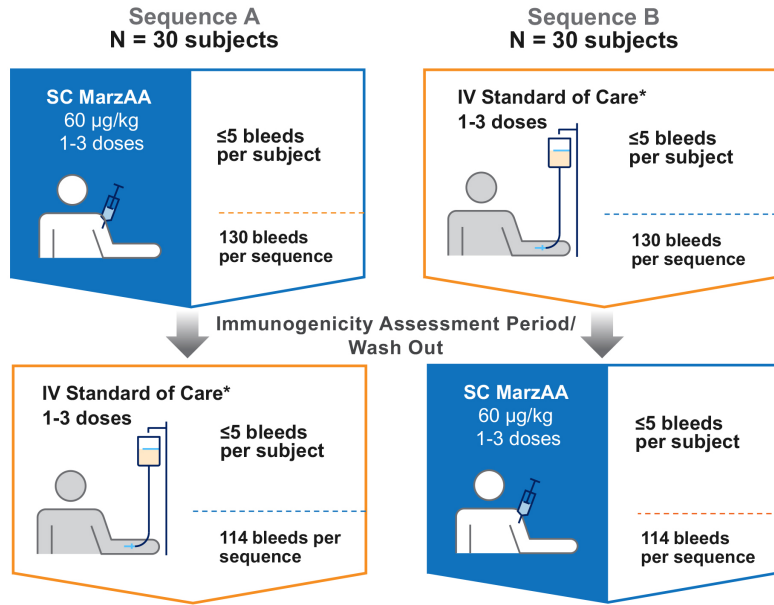 Sequence A
N = 30 subjects
Sequence B
N = 30 subjects
SC MarzAA
60 µg/kg
1-3 doses
≤5 bleeds
per subject
130 bleeds
per sequence
IV Standard of Care*
1-3 doses
≤5 bleeds
per subject
130 bleeds
per sequence
Immunogenicity Assessment Period/
Wash Out
IV Standard of Care*
1-3 doses
≤5 bleeds
per subject
114 bleeds per
sequence
SC MarzAA
60 µg/kg
1-3 doses
≤5 bleeds
per subject
114 bleeds
per sequence